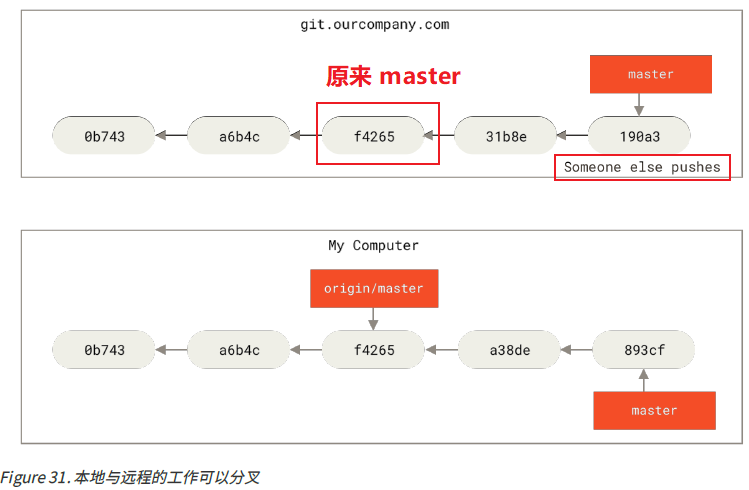 git.ourcompany.com
原来 master
master
0b743
a6b4c
f4265
31b8e
190a3
Someone else pushes
My Computer
origin/master
0b743
a6b4c
f4265
a38de
893cf
master
Figure 31. 本地与远程的工作可以分叉